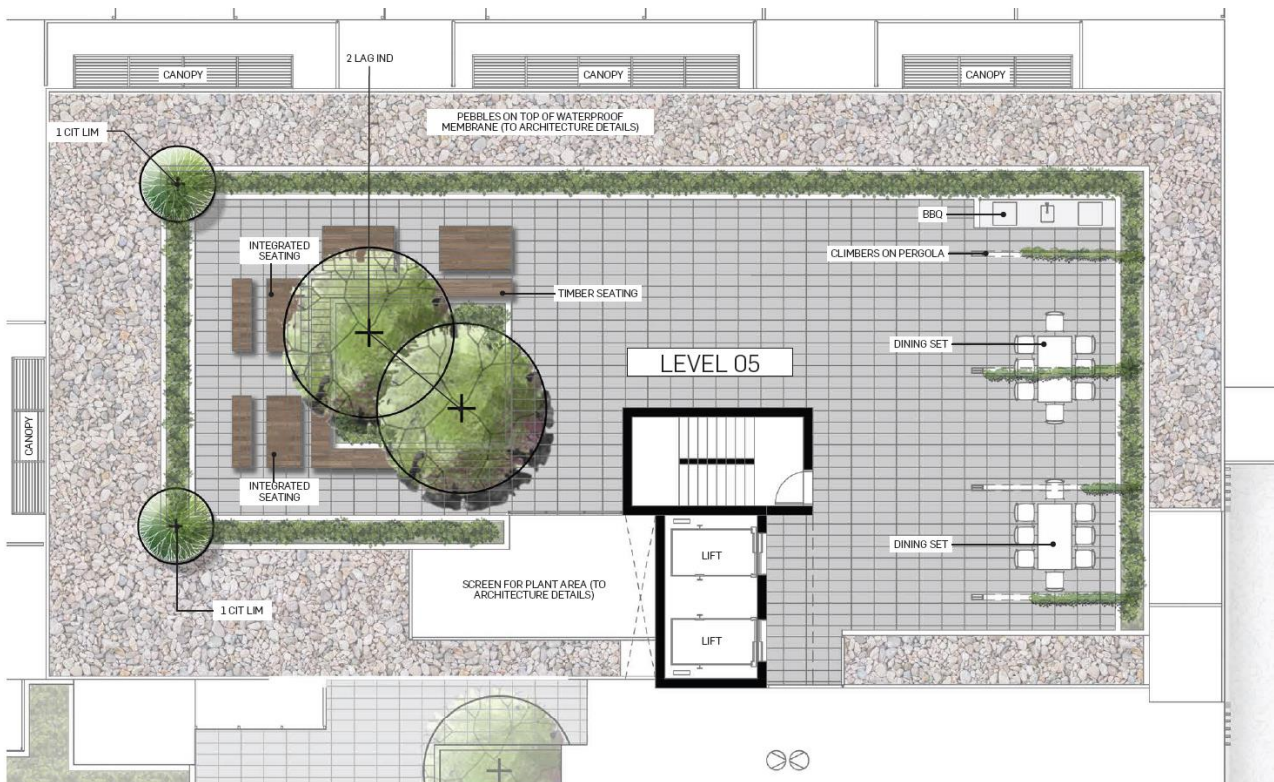 CANOPY
CANOPY
CANOPY
2 LAG IND
PEBBLES ON TOP OF WATERPROOF
MEMBRANE (TO ARCHITECTURE DETAILS)
1 CIT LIM
BBQ
INTEGRATED
SEATING
CLIMBERS ON PERGOLA
TIMBER SEATING
DINING SET
LEVEL 05
CANOPY
INTEGRATED
SEATING
DINING SET
LIFT
SCREEN FOR PLANT AREA (TO
ARCHITECTURE DETAILS)
1 CIT LIM
LIFT